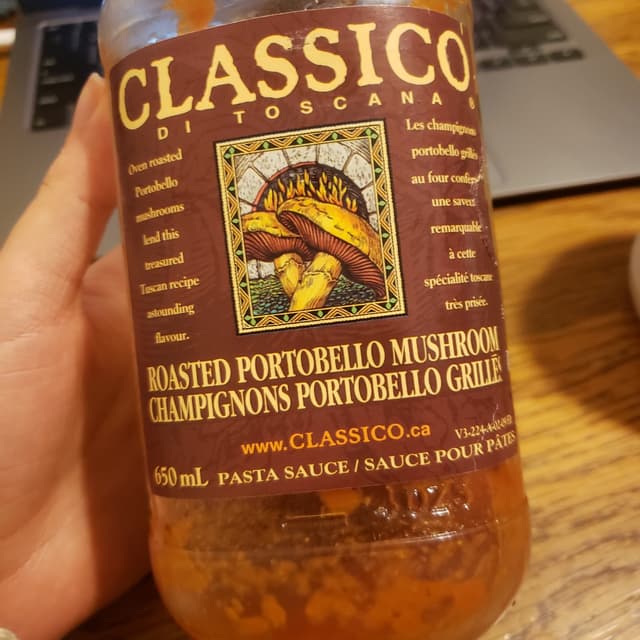 CLASSICO
DI TOSCANA ®
Oven roasted
Portobello
mushrooms
lend this
treasured
Tuscan recipe
astounding
flavour.
Les champignons
portobello grillés
au four
une saveur
remarquable
à cette
spécialité toscane
très prisée.
ROASTED PORTOBELLO MUSHROOM
CHAMPIGNONS PORTOBELLO GRILLÉS
www.CLASSICO.ca
650 mL PASTA SAUCE / SAUCE POUR PÂTES